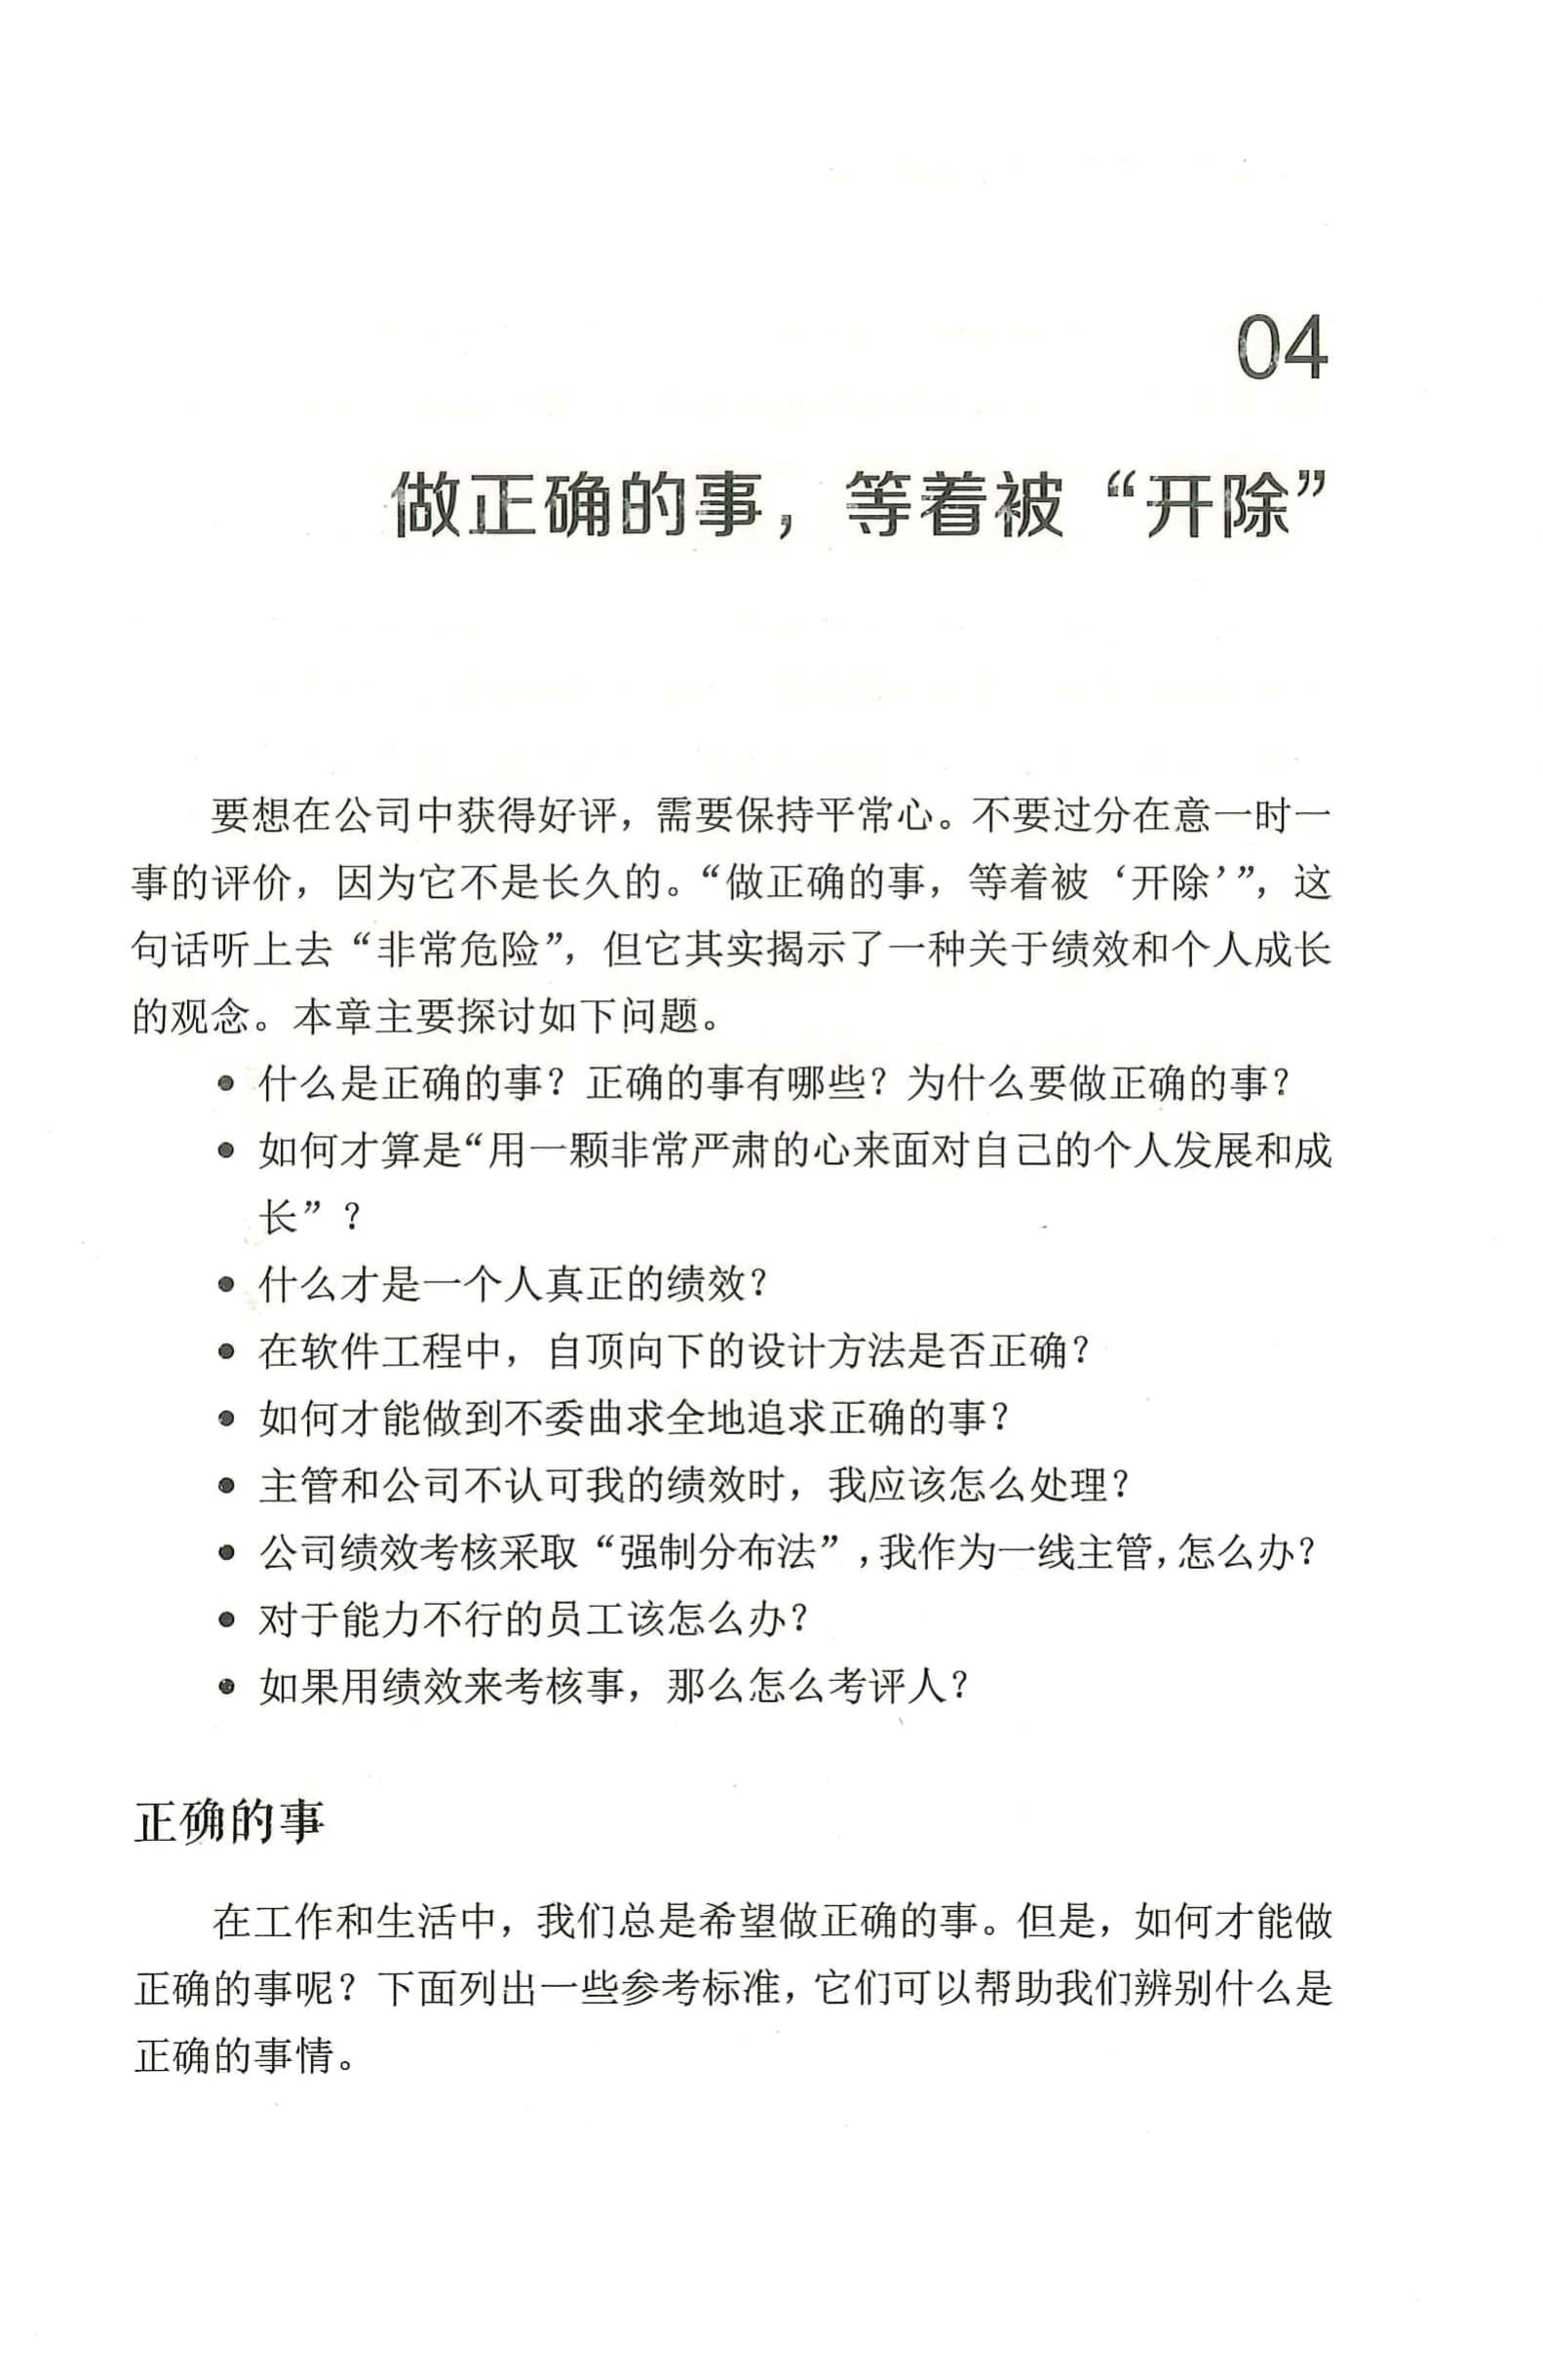 04
做正确的事，等着被“开除”
要想在公司中获得好评，需要保持平常心。不要过分在意一时一
事的评价，因为它不是长久的。“做正确的事，等着被‘开除’”，这
句话听上去“非常危险”，但它其实揭示了一种关于绩效和个人成长
的观念。本章主要探讨如下问题。
● 什么是正确的事？正确的事有哪些？为什么要做正确的事？
● 如何才算是“用一颗非常严肃的心来面对自己的个人发展和成
长”？
● 什么才是一个人真正的绩效？
● 在软件工程中，自顶向下的设计方法是否正确？
● 如何才能做到不委曲求全地追求正确的事？
● 主管和公司不认可我的绩效时，我应该怎么处理？
● 公司绩效考核采取“强制分布法”，我作为一线主管，怎么办？
● 对于能力不行的员工该怎么办？
● 如果用绩效来考核事，那么怎么考评人？
正确的事
在工作和生活中，我们总是希望做正确的事。但是，如何才能做
正确的事呢？下面列出一些参考标准，它们可以帮助我们辨别什么是
正确的事情。